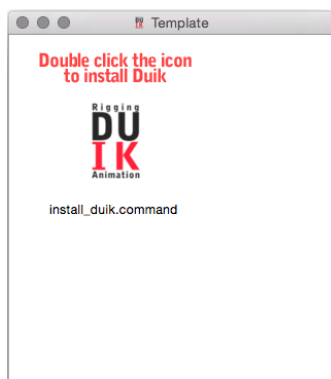 Template
Double click the icon
to install Duik
Rigging
DU
IK
Animation
install_duik.command